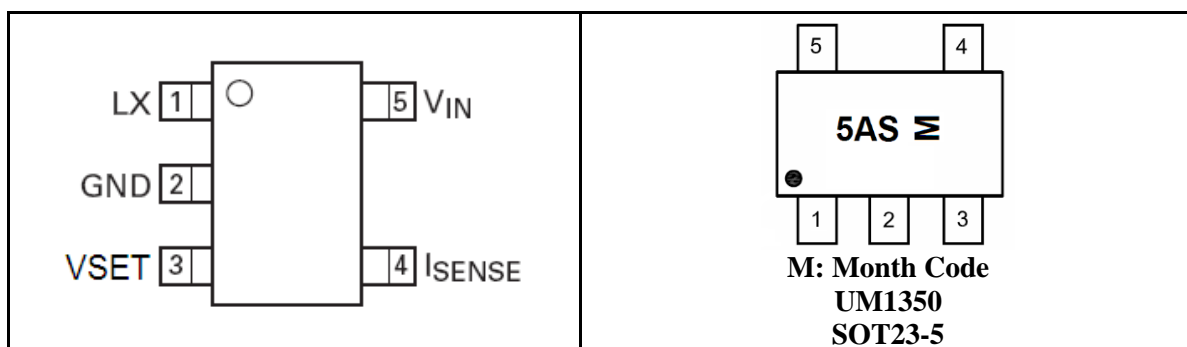 LX 1
5 VIN
GND 2
VSET 3
4 ISENSE
5 4
5AS M
1 2 3
M: Month Code
UM1350
SOT23-5